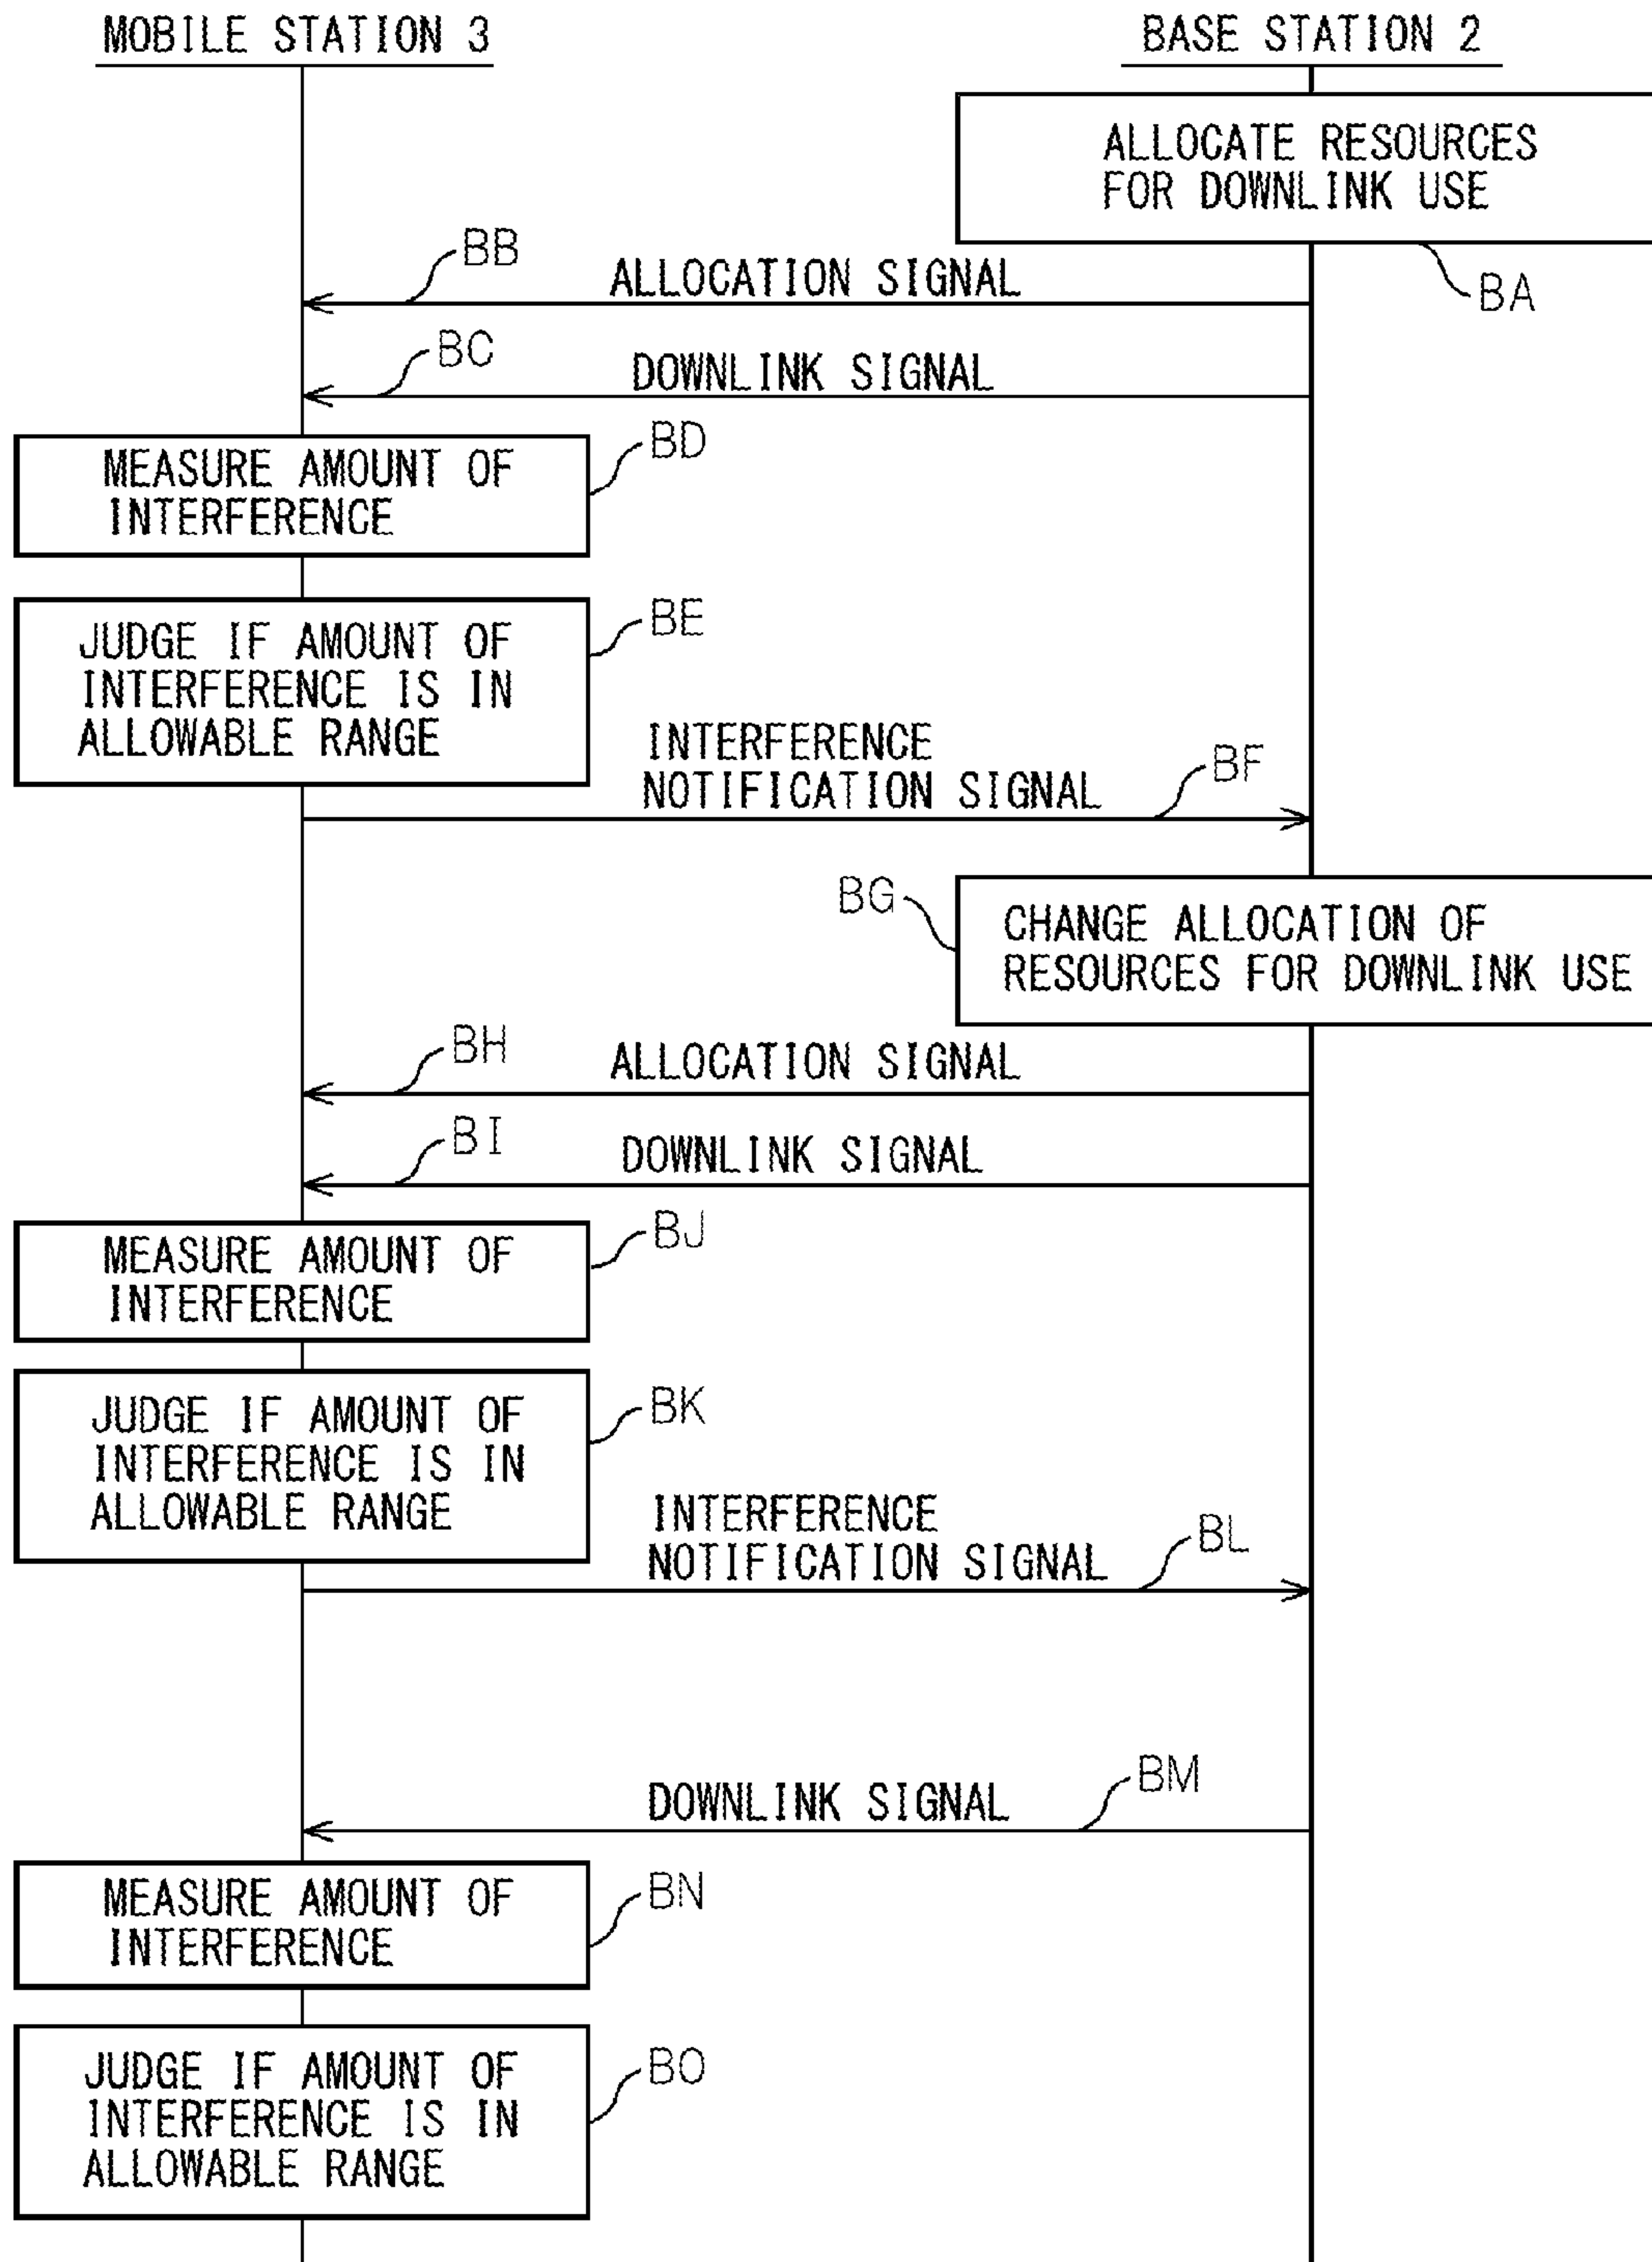 MOBILE STATION 3
BASE STATION 2
ALLOCATE RESOURCES
FOR DOWNLINK USE
BA
BB
ALLOCATION SIGNAL
BC
DOWNLINK SIGNAL
MEASURE AMOUNT OF
INTERFERENCE
BD
JUDGE IF AMOUNT OF
INTERFERENCE IS IN
ALLOWABLE RANGE
BE
INTERFERENCE
NOTIFICATION SIGNAL
BF
BG
CHANGE ALLOCATION OF
RESOURCES FOR DOWNLINK USE
BH
ALLOCATION SIGNAL
BI
DOWNLINK SIGNAL
MEASURE AMOUNT OF
INTERFERENCE
BJ
JUDGE IF AMOUNT OF
INTERFERENCE IS IN
ALLOWABLE RANGE
BK
INTERFERENCE
NOTIFICATION SIGNAL
BL
DOWNLINK SIGNAL
BM
MEASURE AMOUNT OF
INTERFERENCE
BN
JUDGE IF AMOUNT OF
INTERFERENCE IS IN
ALLOWABLE RANGE
BO